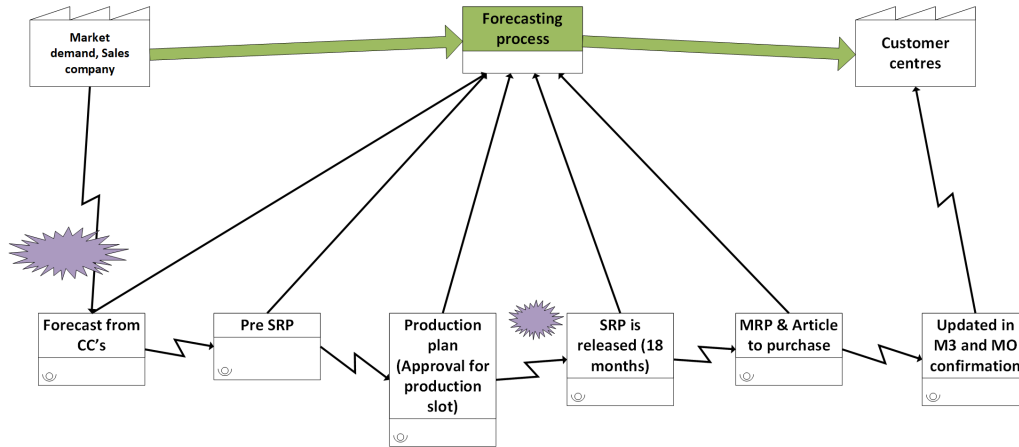 Market
demand, Sales
company
Forecasting
process
Customer
centres
Forecast from
CC's
Pre SRP
Production
plan
(Approval for
production
slot)
SRP is
released (18
months)
MRP & Article
to purchase
Updated in
M3 and MO
confirmation